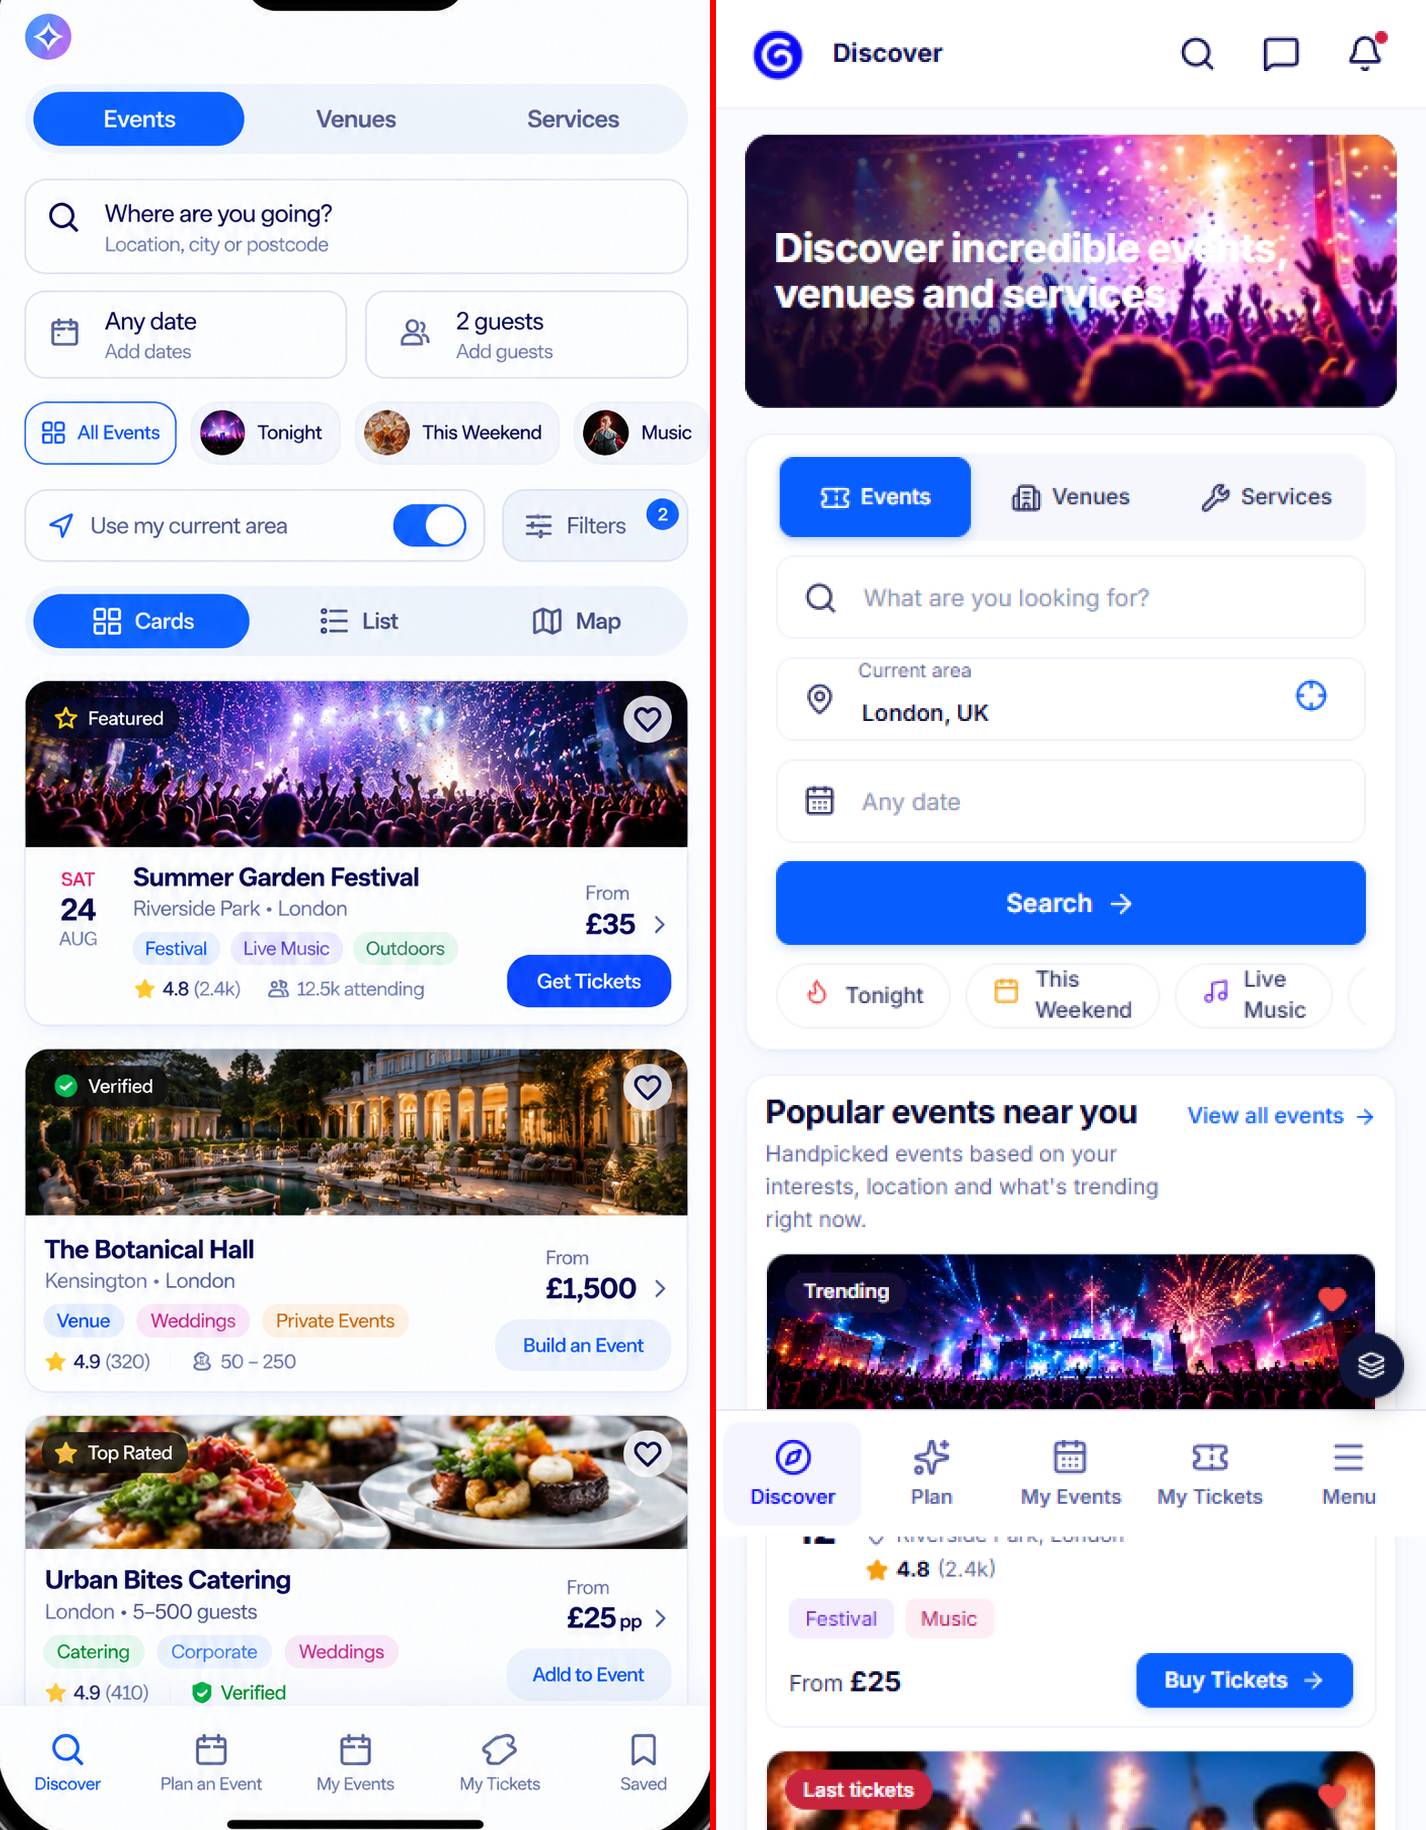 Events
Venues
Services
Where are you going?
Location, city or postcode
Any date
Add dates
2 guests
Add guests
All Events
Tonight
This Weekend
Music
Use my current area
Filters
2
Cards
List
Map
Featured
SAT
24
AUG
Summer Garden Festival
Riverside Park • London
Festival
Live Music
Outdoors
4.8 (2.4k)
12.5k attending
From
£35
Get Tickets
Verified
The Botanical Hall
Kensington • London
Venue
Weddings
Private Events
4.9 (320)
50 – 250
From
£1,500
Build an Event
Top Rated
Urban Bites Catering
London • 5–500 guests
Catering
Corporate
Weddings
4.9 (410)
Verified
From
£25 pp
Adld to Event
Discover
Plan an Event
My Events
My Tickets
Saved
Discover
Discover incredible events,
venues and services
Events
Venues
Services
What are you looking for?
Current area
London, UK
Any date
Search
Tonight
This
Weekend
Live
Music
Popular events near you
View all events
Handpicked events based on your
interests, location and what's trending
right now.
Trending
Discover
Plan
My Events
My Tickets
Menu
12
Riverside Park, London
4.8 (2.4k)
Festival
Music
From £25
Buy Tickets
Last tickets